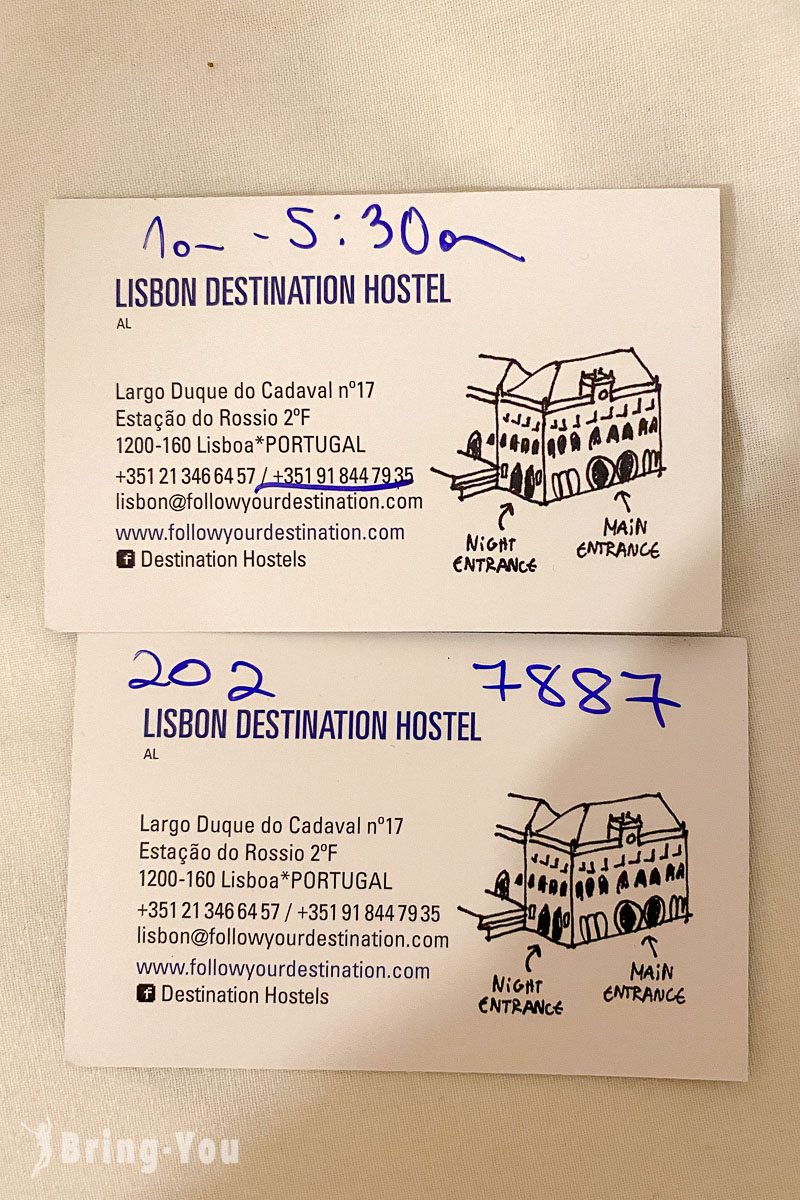 1am - 5:30am
LISBON DESTINATION HOSTEL
AL
Largo Duque do Cadaval nº17
Estação do Rossio 2ºF
1200-160 Lisboa*PORTUGAL
+351 21 346 64 57 / +351 91 844 79 35
lisbon@followyourdestination.com
www.followyourdestination.com
f Destination Hostels
NIGHT ENTRANCE
MAIN ENTRANCE
202 7887
LISBON DESTINATION HOSTEL
AL
Largo Duque do Cadaval nº17
Estação do Rossio 2ºF
1200-160 Lisboa*PORTUGAL
+351 21 346 64 57 / +351 91 844 79 35
lisbon@followyourdestination.com
www.followyourdestination.com
f Destination Hostels
NIGHT ENTRANCE
MAIN ENTRANCE
Bring-You